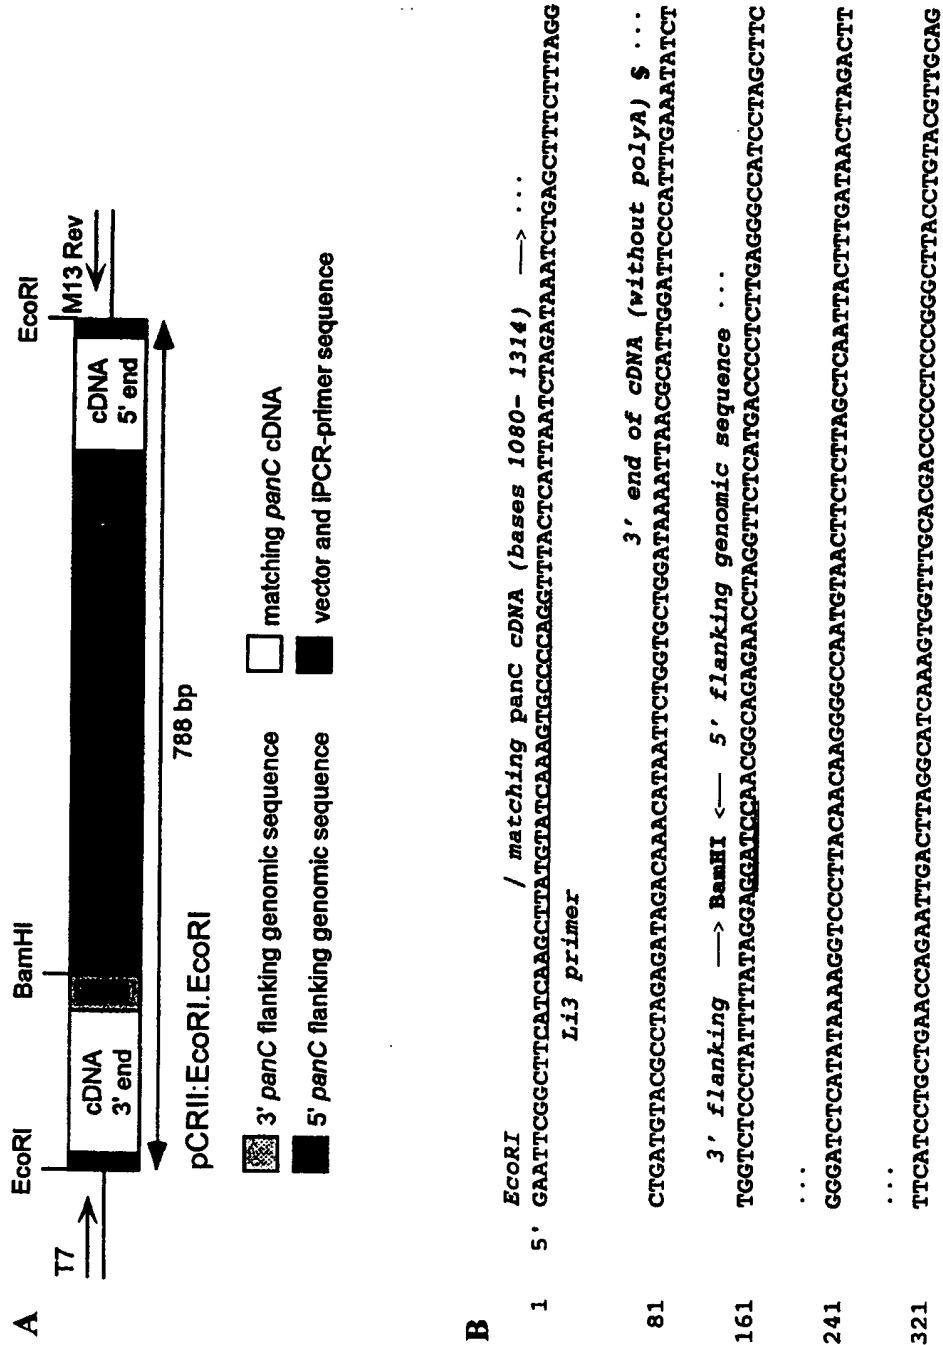 A
EcoRI BamHI EcoRI
T7 M13 Rev
cDNA 3' end
cDNA 5' end
788 bp
pCRII:EcoRI.EcoRI
3' panC flanking genomic sequence
matching panC cDNA
5' panC flanking genomic sequence
vector and IPCR-primer sequence
B
EcoRI / matching panC cDNA (bases 1080- 1314) —> ...
1 5' GAATTCGGCTTCATCAAGCTTATGTATCAAAGTGCCCCAGGTTTACTCATTAATCTAGATAAATCTGAGCTTTCTTTAGG
Li3 primer
3' end of cDNA (without polyA) $ ...
81 CTGATGTACGCCTAGAGATAGACAAACATAATTCTGGTGCTGGATAAAATTAACGCATTGGATTCCCATTTGAAATATCT
3' flanking —> BamHI <— 5' flanking genomic sequence ...
161 TGGTCTCCCTATTTTATAGGAGGATCCAACGGCAGAGAACCTAGGTTCTCATGACCCCTCTTGAGGGCCATCCTAGCTTC
...
241 GGGATCTCATATAAAAGGTCCCTTACAACAAGGGGCCAATGTAACTTCTCTTAGCTCAATTACTTTGATAACTTAGACTT
...
321 TTCATCCTGCTGAACCAGAATTGACTTAGGCATCAAAGTGGTTTGCACGACCCCCTCCCGGGCTTACCTGTACGTTGCAG